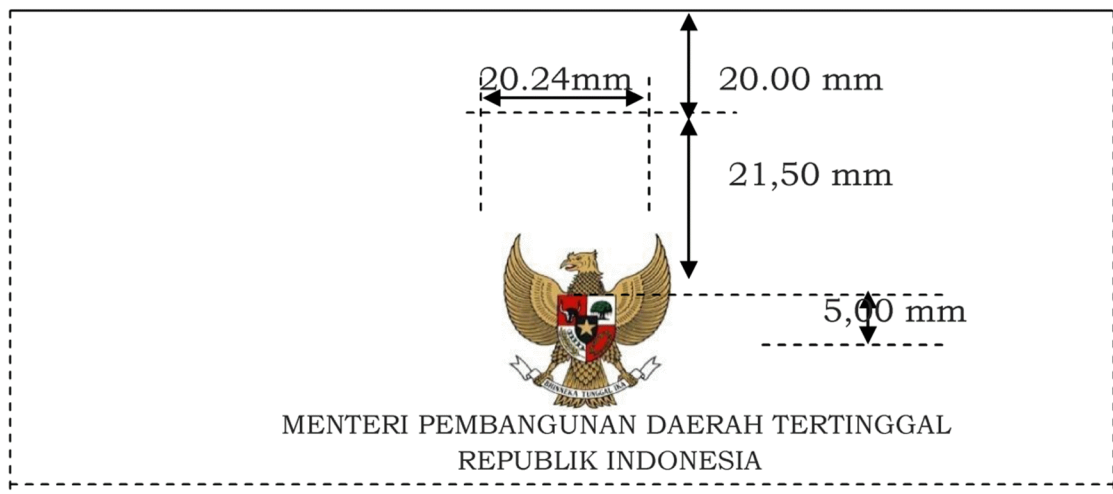 20.24mm 20.00 mm
21,50 mm
5,00 mm
BHINNEKA TUNGGAL IKA
MENTERI PEMBANGUNAN DAERAH TERTINGGAL
REPUBLIK INDONESIA